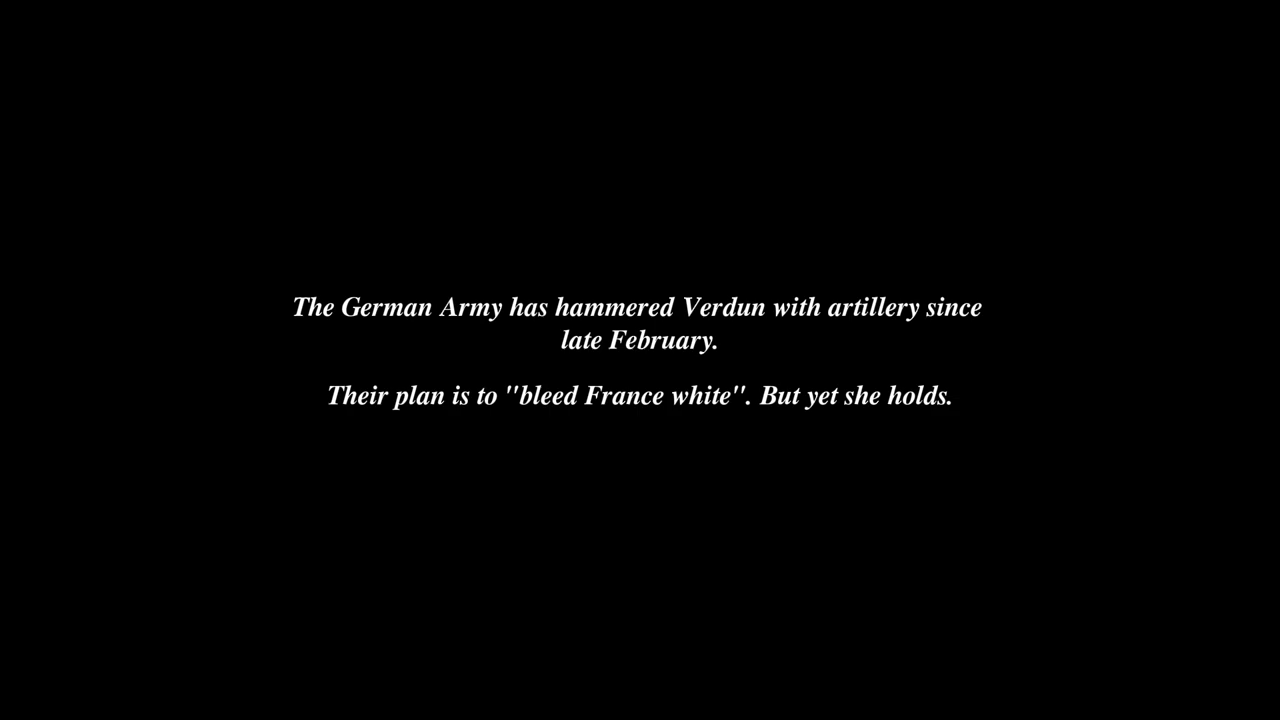 The German Army has hammered Verdun with artillery since
late February.
Their plan is to "bleed France white". But yet she holds.